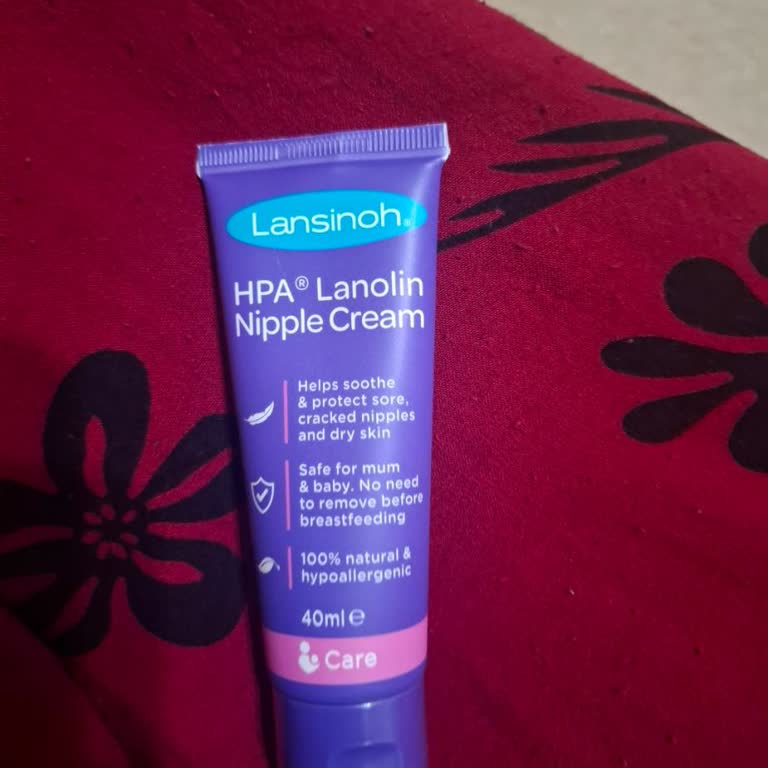 Lansinoh®
HPA® Lanolin
Nipple Cream
Helps soothe
& protect sore,
cracked nipples
and dry skin
Safe for mum
& baby. No need
to remove before
breastfeeding
100% natural &
hypoallergenic
40ml ℮
Care